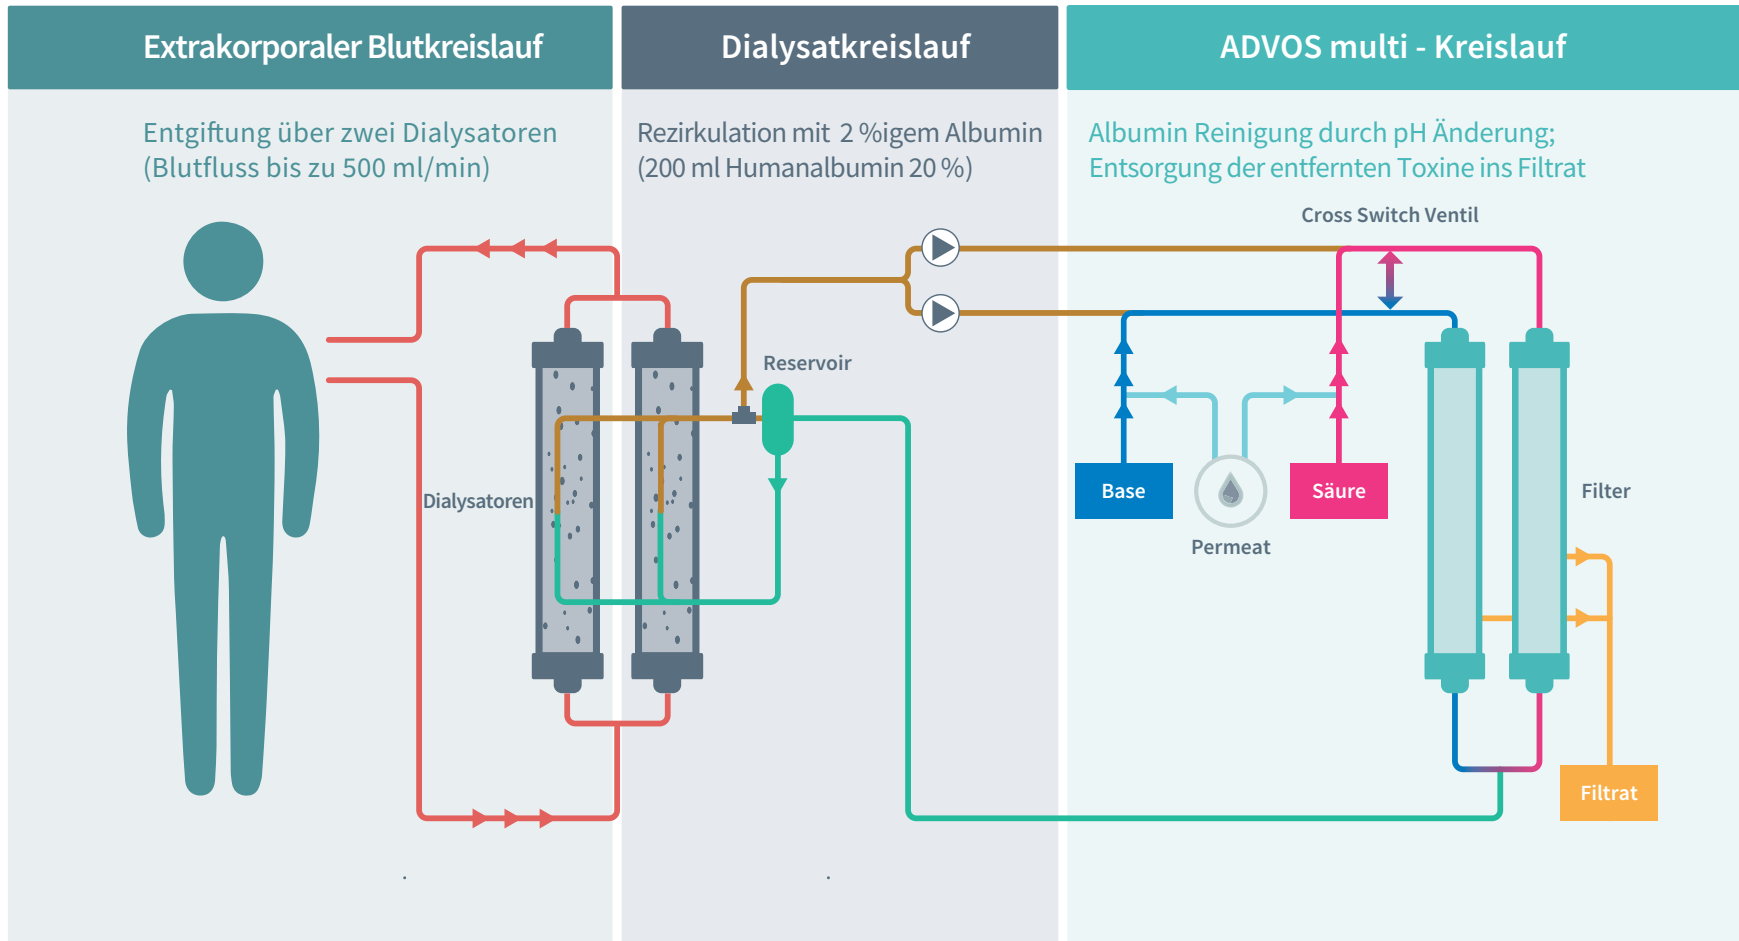 Extrakorporaler Blutkreislauf
Dialysatkreislauf
ADVOS multi - Kreislauf
Entgiftung über zwei Dialysatoren
(Blutfluss bis zu 500 ml/min)
Rezirkulation mit 2 %igem Albumin
(200 ml Humanalbumin 20 %)
Albumin Reinigung durch pH Änderung;
Entsorgung der entfernten Toxine ins Filtrat
Cross Switch Ventil
Reservoir
Dialysatoren
Base
Säure
Filter
Permeat
Filtrat